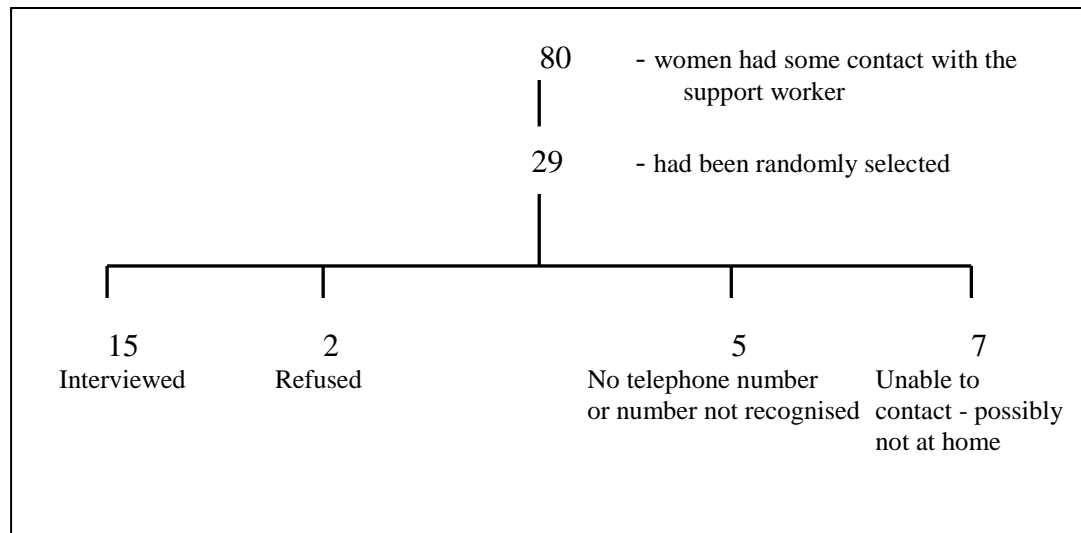 80 - women had some contact with the
support worker
29 - had been randomly selected
15 2 5 7
Interviewed Refused No telephone number Unable to
or number not recognised contact - possibly
not at home